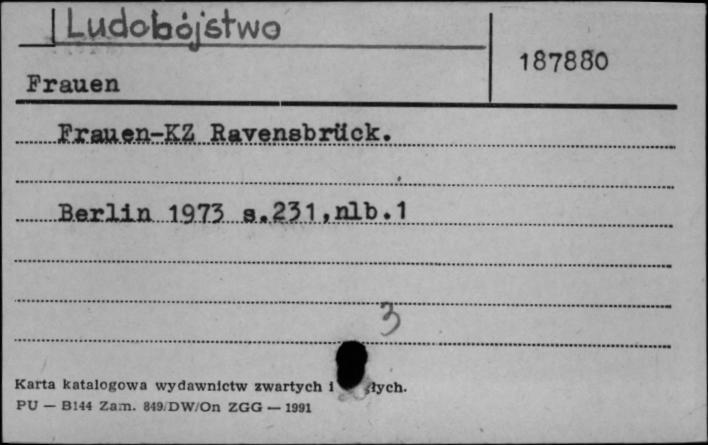 Ludobójstwo
187880
Frauen
Frauen-KZ Ravensbrück.
Berlin 1973 s.231,nlb.1
3
Karta katalogowa wydawnictw zwartych i
PU — B144 Zam. 849/DW/On ZGG — 1991